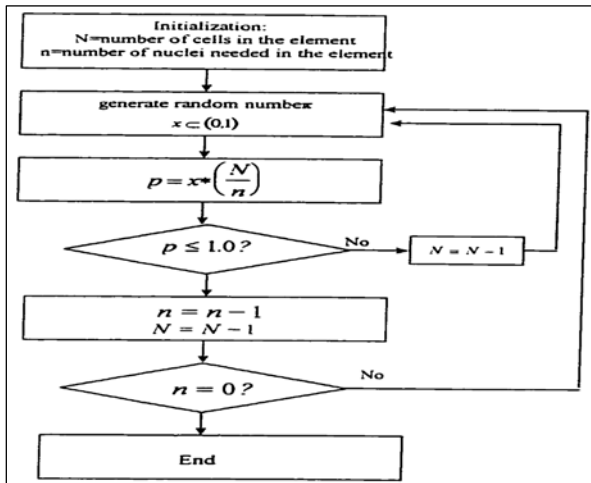 Initialization:
N=number of cells in the element
n=number of nuclei needed in the element
generate random number
x ⊂ (0,1)
p = x* (N/n)
p ≤ 1.0 ?
No
N = N − 1
n = n − 1
N = N − 1
No
n = 0 ?
End